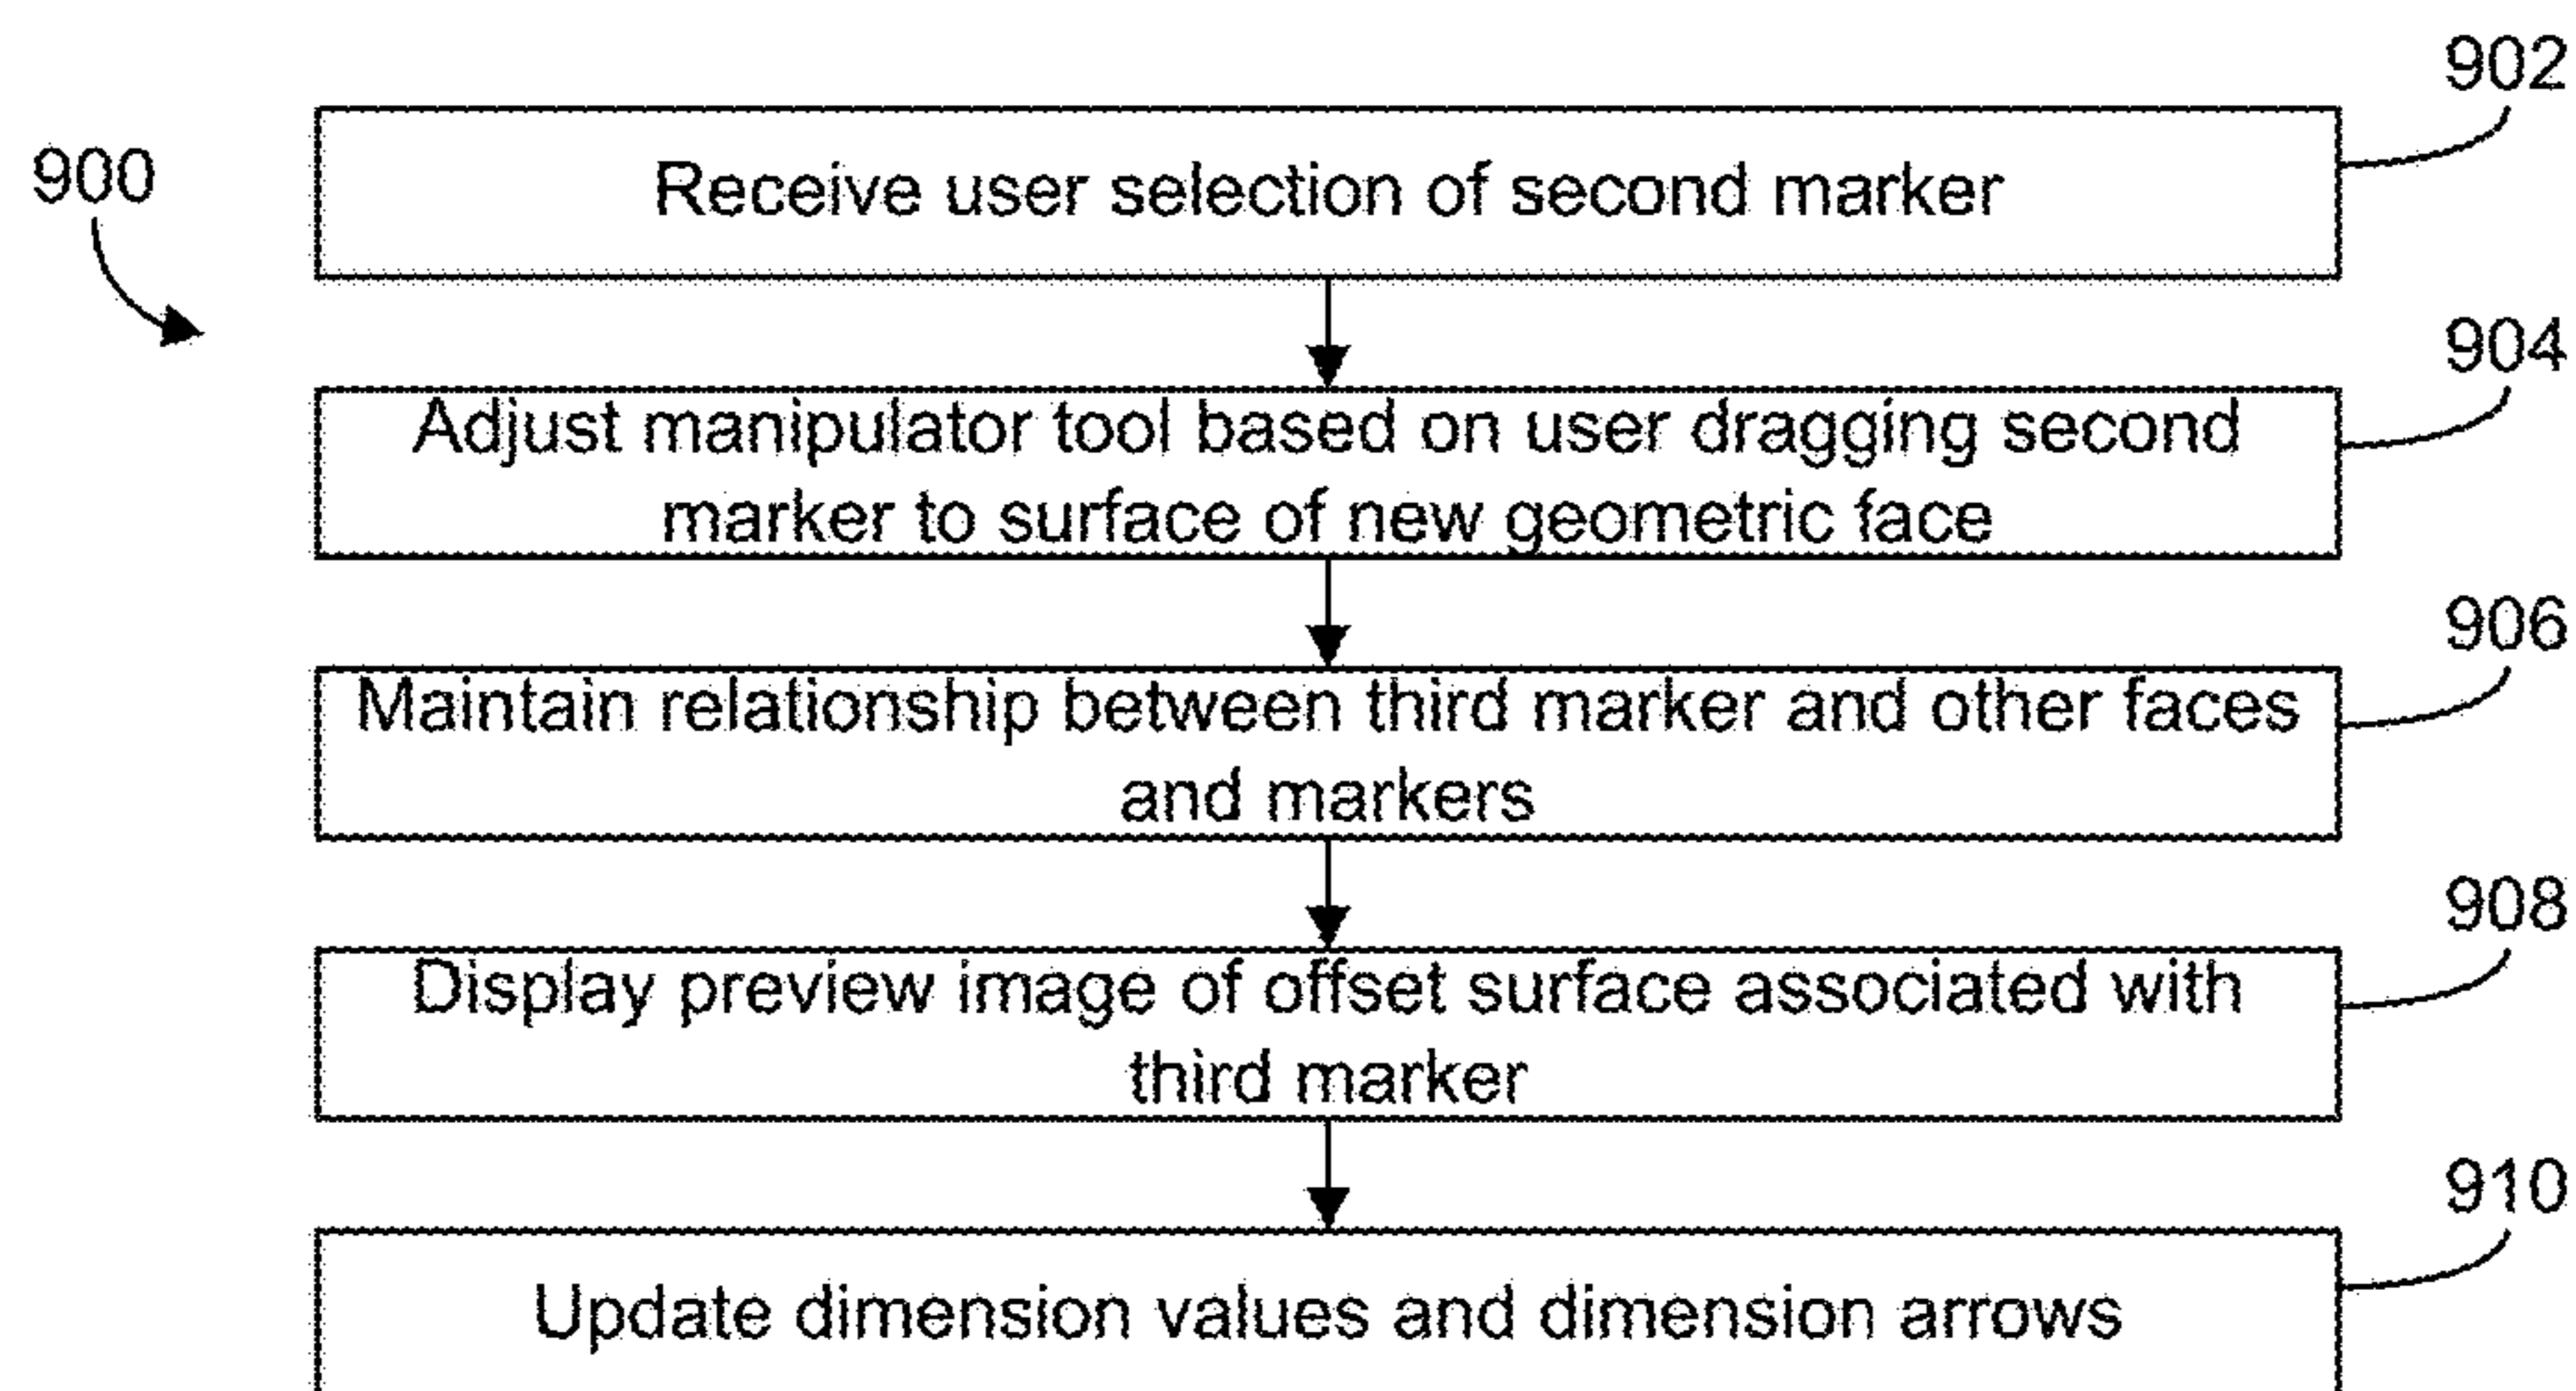 902
900
Receive user selection of second marker
904
Adjust manipulator tool based on user dragging second
marker to surface of new geometric face
906
Maintain relationship between third marker and other faces
and markers
908
Display preview image of offset surface associated with
third marker
910
Update dimension values and dimension arrows